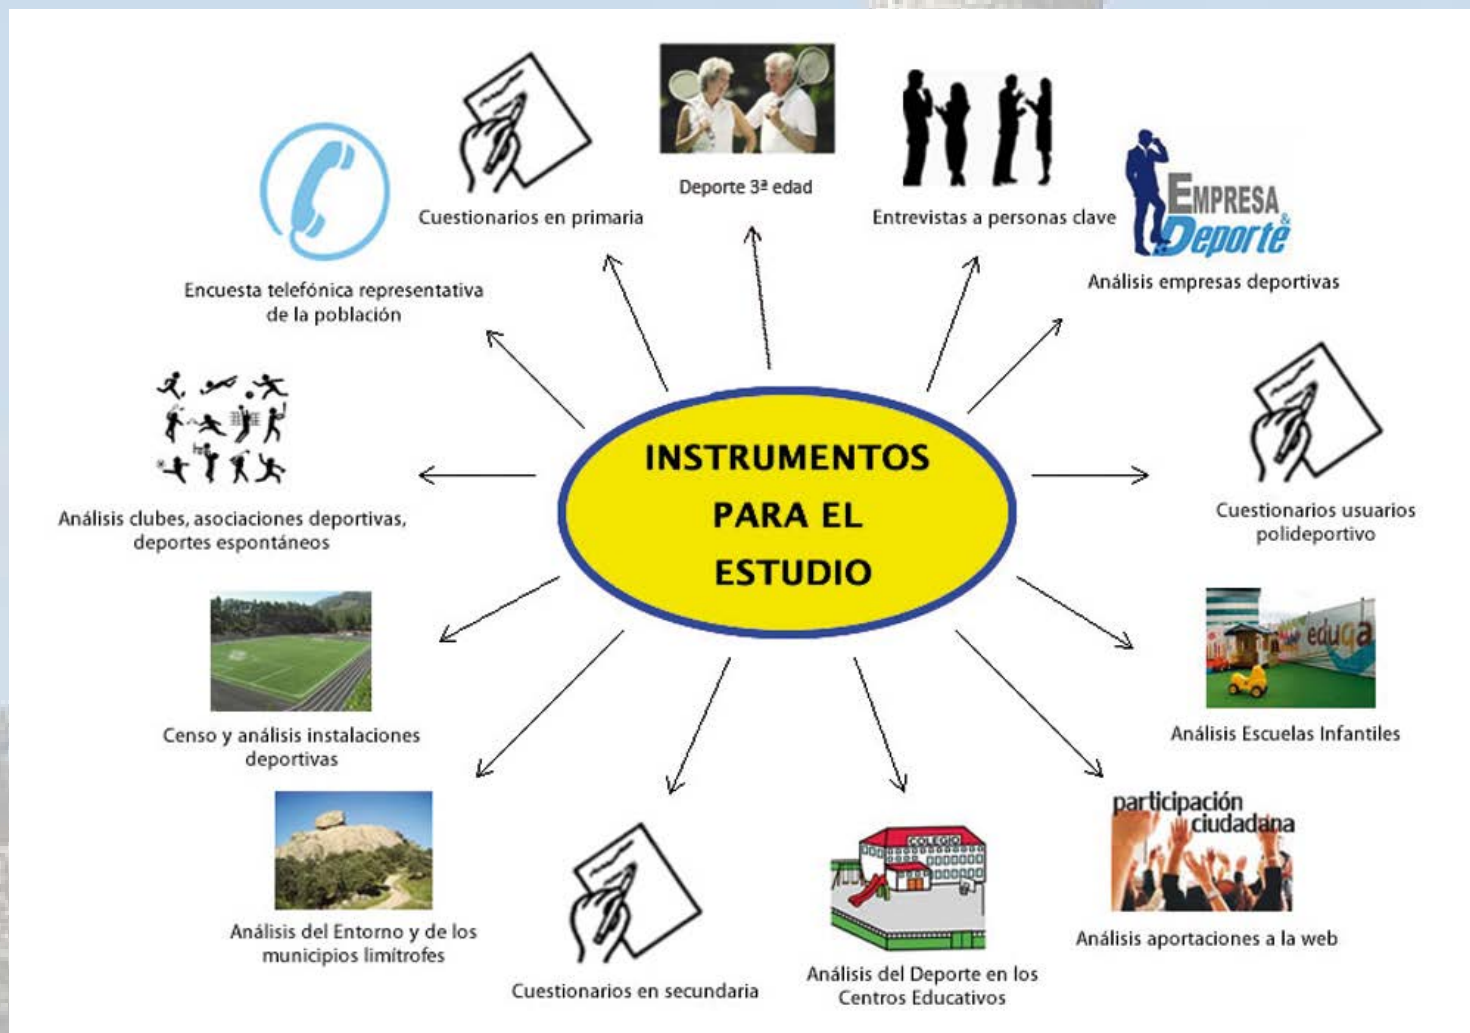 INSTRUMENTOS
PARA EL
ESTUDIO
Deporte 3ª edad
Entrevistas a personas clave
EMPRESA
& Deporte
Análisis empresas deportivas
Cuestionarios usuarios
polideportivo
eduqa
Análisis Escuelas Infantiles
participación
ciudadana
Análisis aportaciones a la web
COLEGIO
Análisis del Deporte en los
Centros Educativos
Cuestionarios en secundaria
Análisis del Entorno y de los
municipios limítrofes
Censo y análisis instalaciones
deportivas
Análisis clubes, asociaciones deportivas,
deportes espontáneos
Encuesta telefónica representativa
de la población
Cuestionarios en primaria